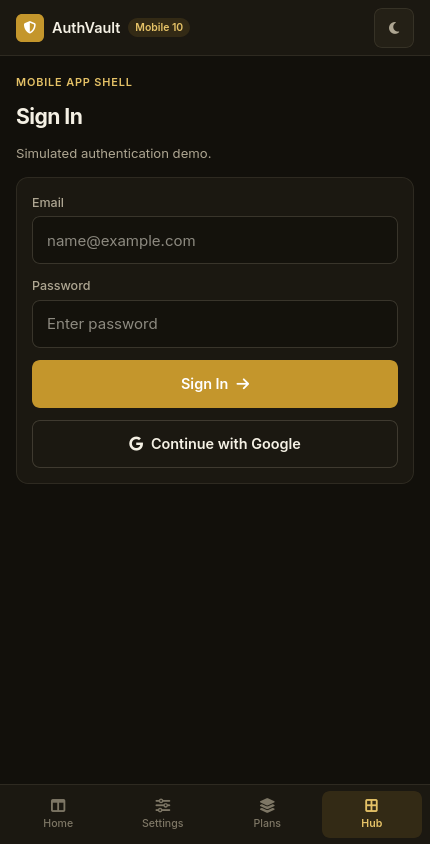 AuthVault Mobile 10
MOBILE APP SHELL
Sign In
Simulated authentication demo.
Email
name@example.com
Password
Enter password
Sign In →
Continue with Google
Home Settings Plans Hub